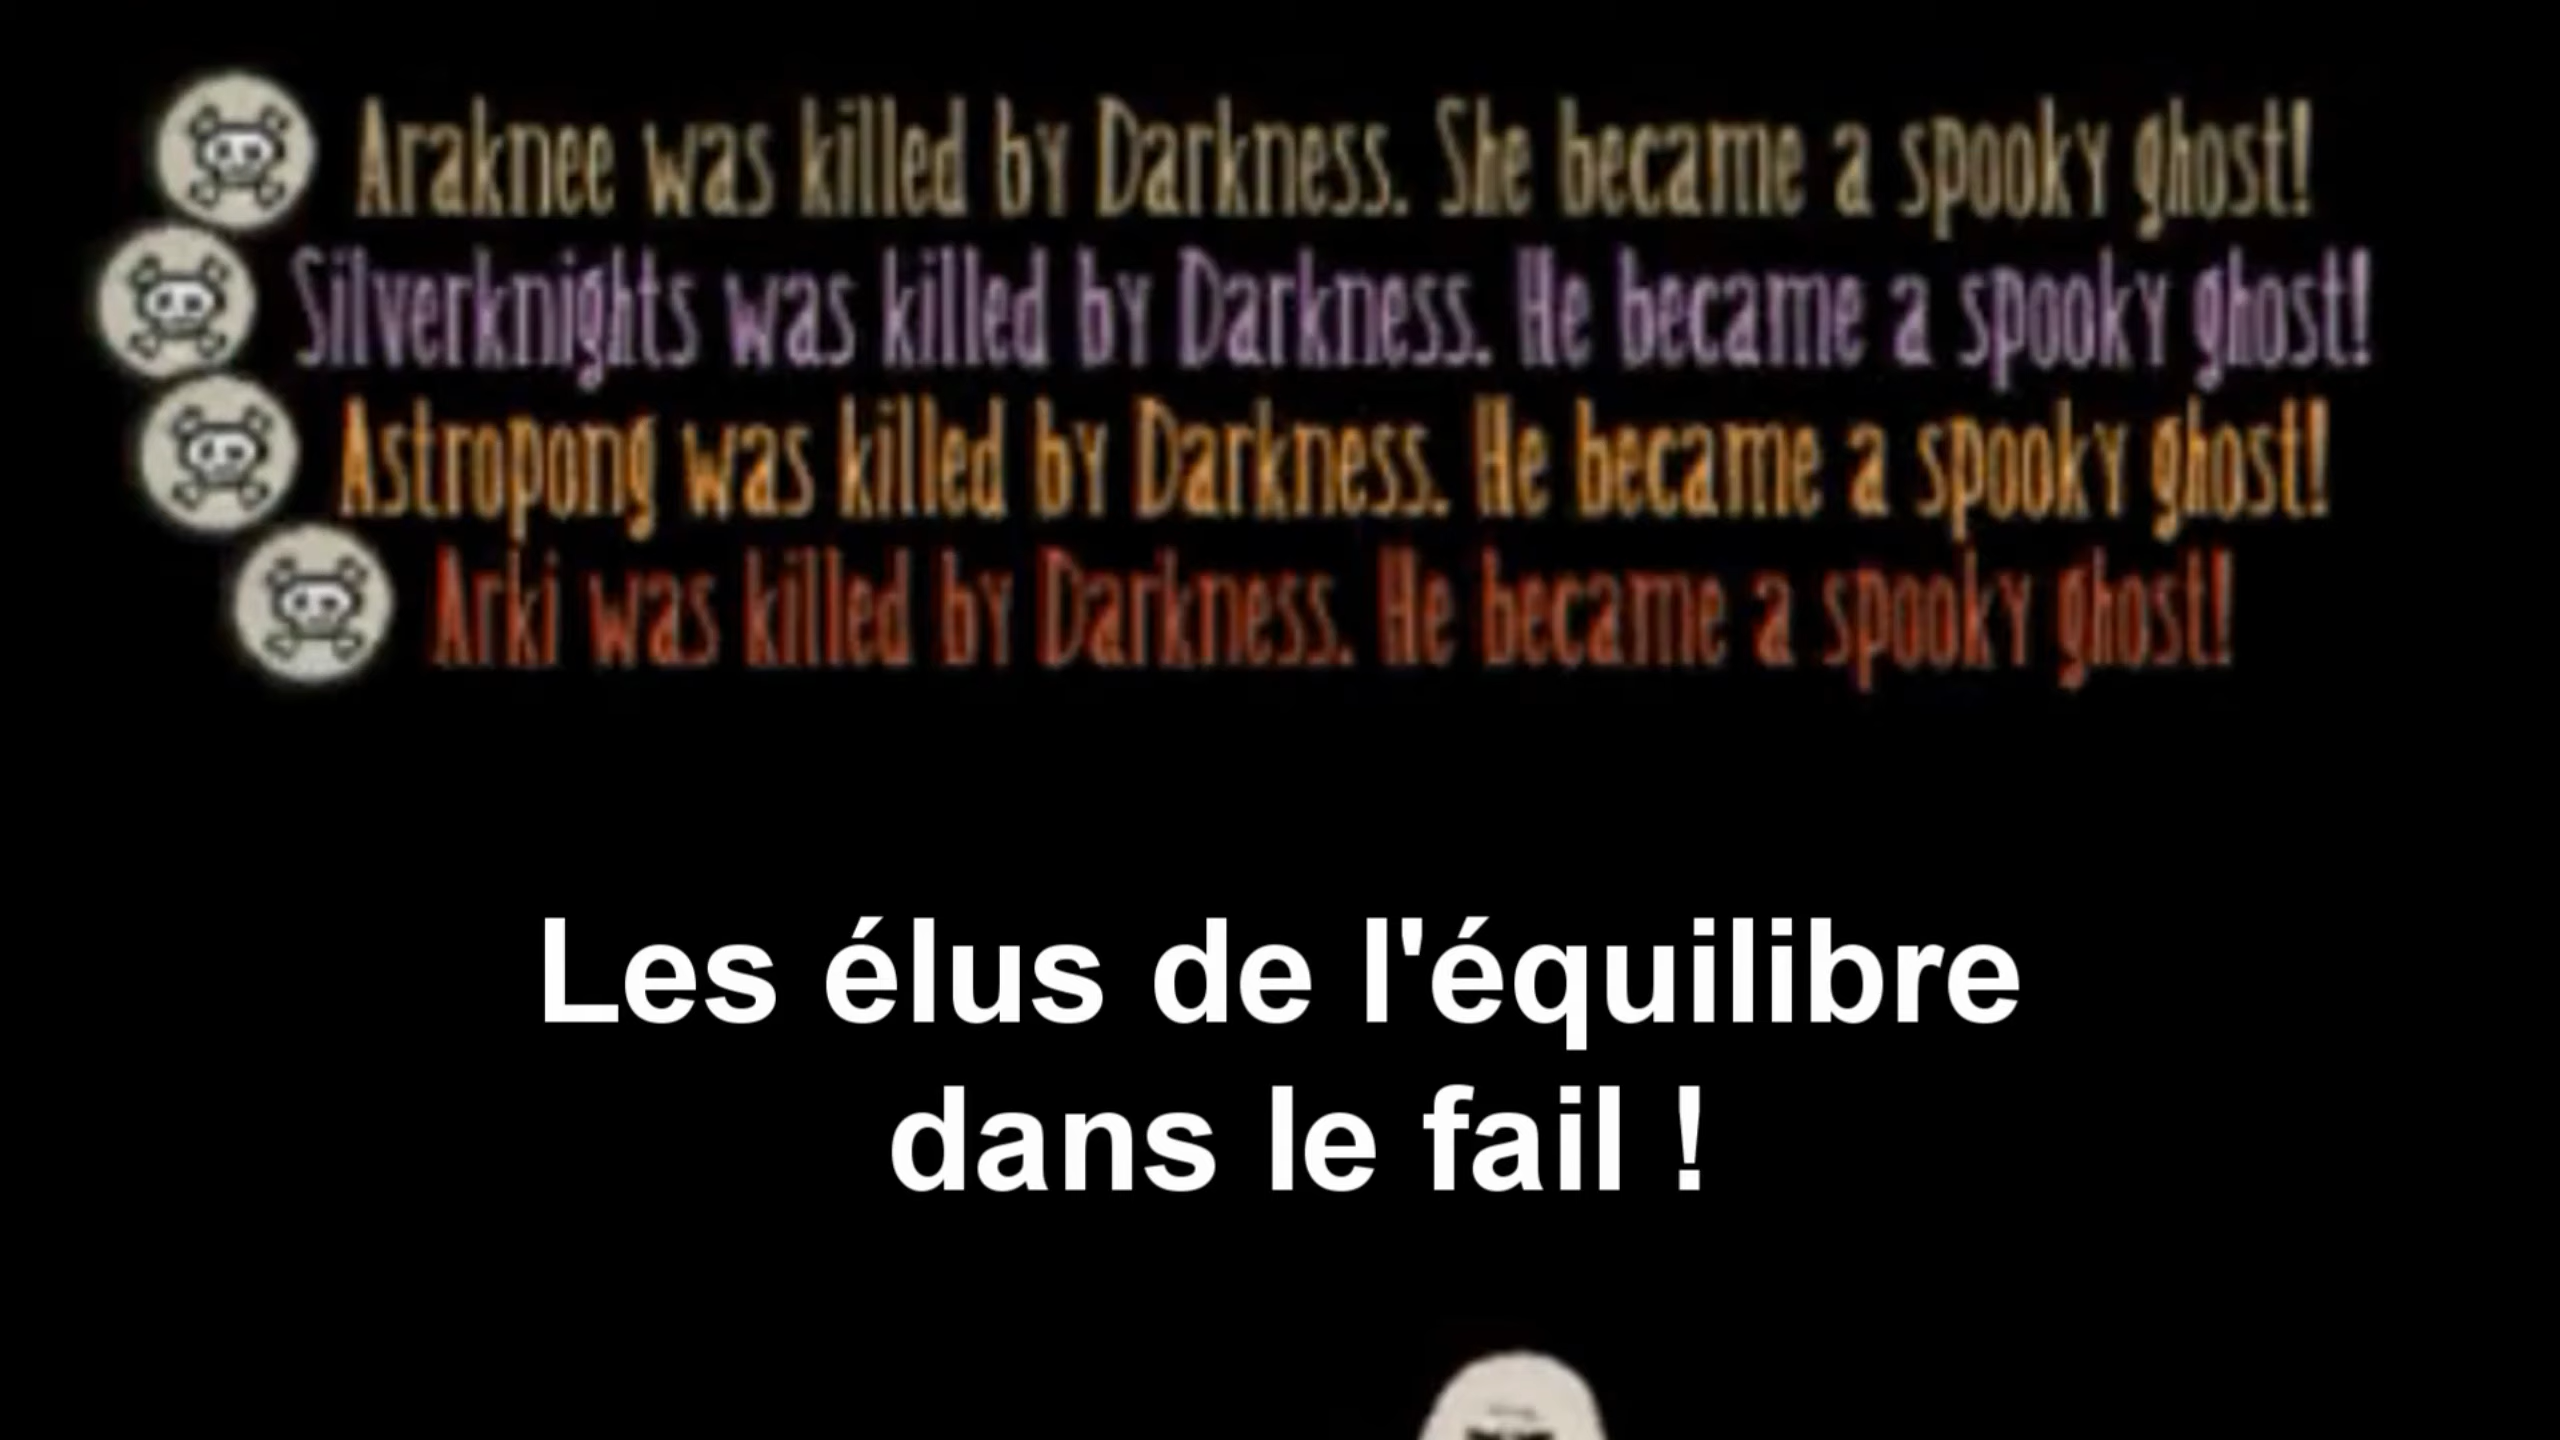 Araknee was killed by Darkness. She became a spooky ghost!
Silverknights was killed by Darkness. He became a spooky ghost!
Astropong was killed by Darkness. He became a spooky ghost!
Arki was killed by Darkness. He became a spooky ghost!
Les élus de l'équilibre
dans le fail !